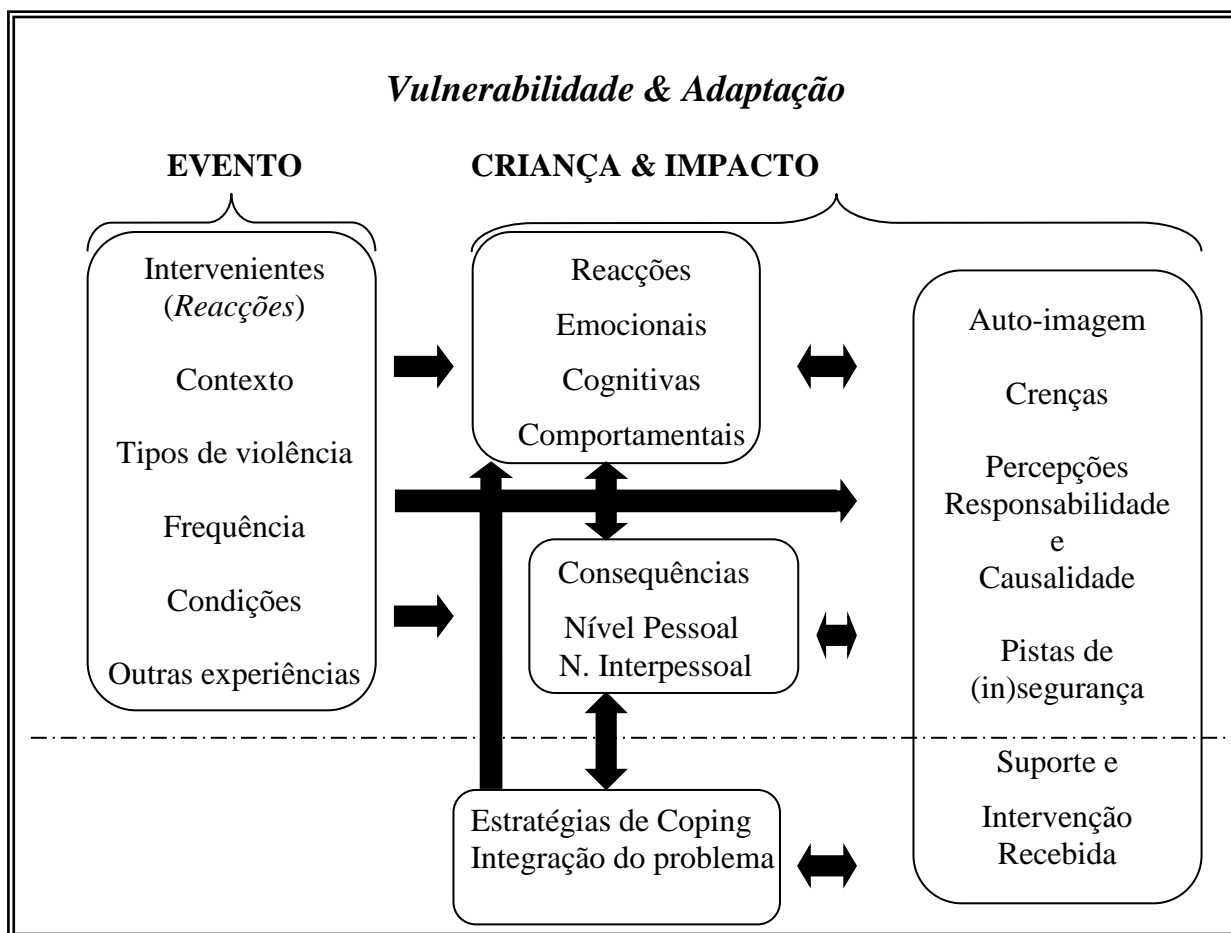 Vulnerabilidade & Adaptação
EVENTO
CRIANÇA & IMPACTO
Intervenientes
(Reacções)
Contexto
Tipos de violência
Frequência
Condições
Outras experiências
Reacções
Emocionais
Cognitivas
Comportamentais
Consequências
Nível Pessoal
N. Interpessoal
Estratégias de Coping
Integração do problema
Auto-imagem
Crenças
Percepções
Responsabilidade
e
Causalidade
Pistas de
(in)segurança
Suporte e
Intervenção
Recebida